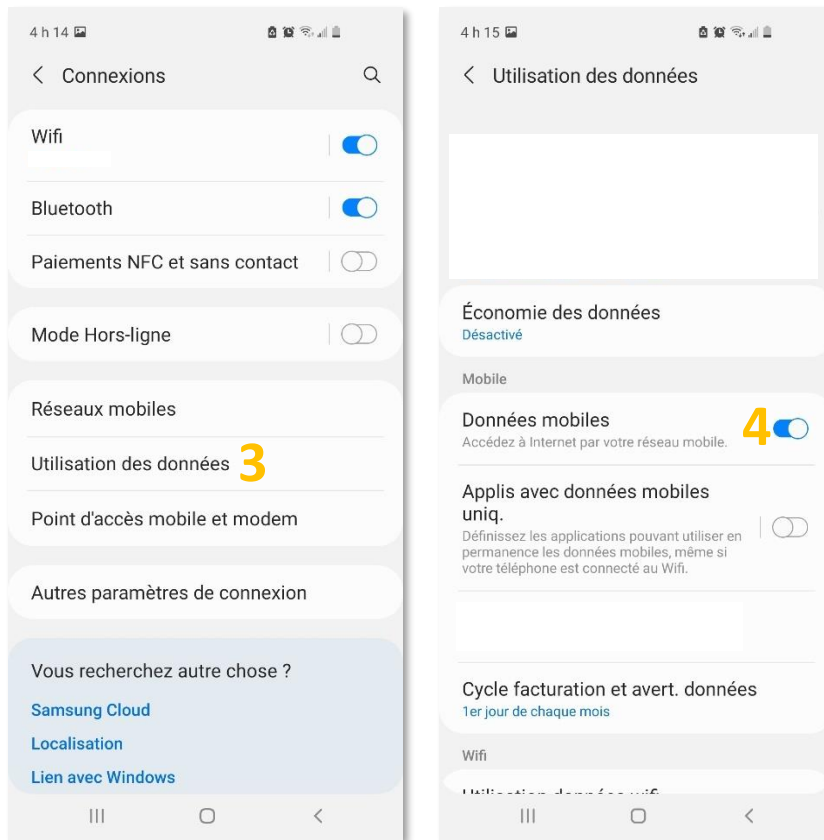 4 h 14
Connexions
Wifi
Bluetooth
Paiements NFC et sans contact
Mode Hors-ligne
Réseaux mobiles
Utilisation des données 3
Point d'accès mobile et modem
Autres paramètres de connexion
Vous recherchez autre chose ?
Samsung Cloud
Localisation
Lien avec Windows
4 h 15
Utilisation des données
Économie des données
Désactivé
Mobile
Données mobiles 4
Accédez à Internet par votre réseau mobile.
Applis avec données mobiles
uniq.
Définissez les applications pouvant utiliser en
permanence les données mobiles, même si
votre téléphone est connecté au Wifi.
Cycle facturation et avert. données
1er jour de chaque mois
Wifi
Utilisation données wifi